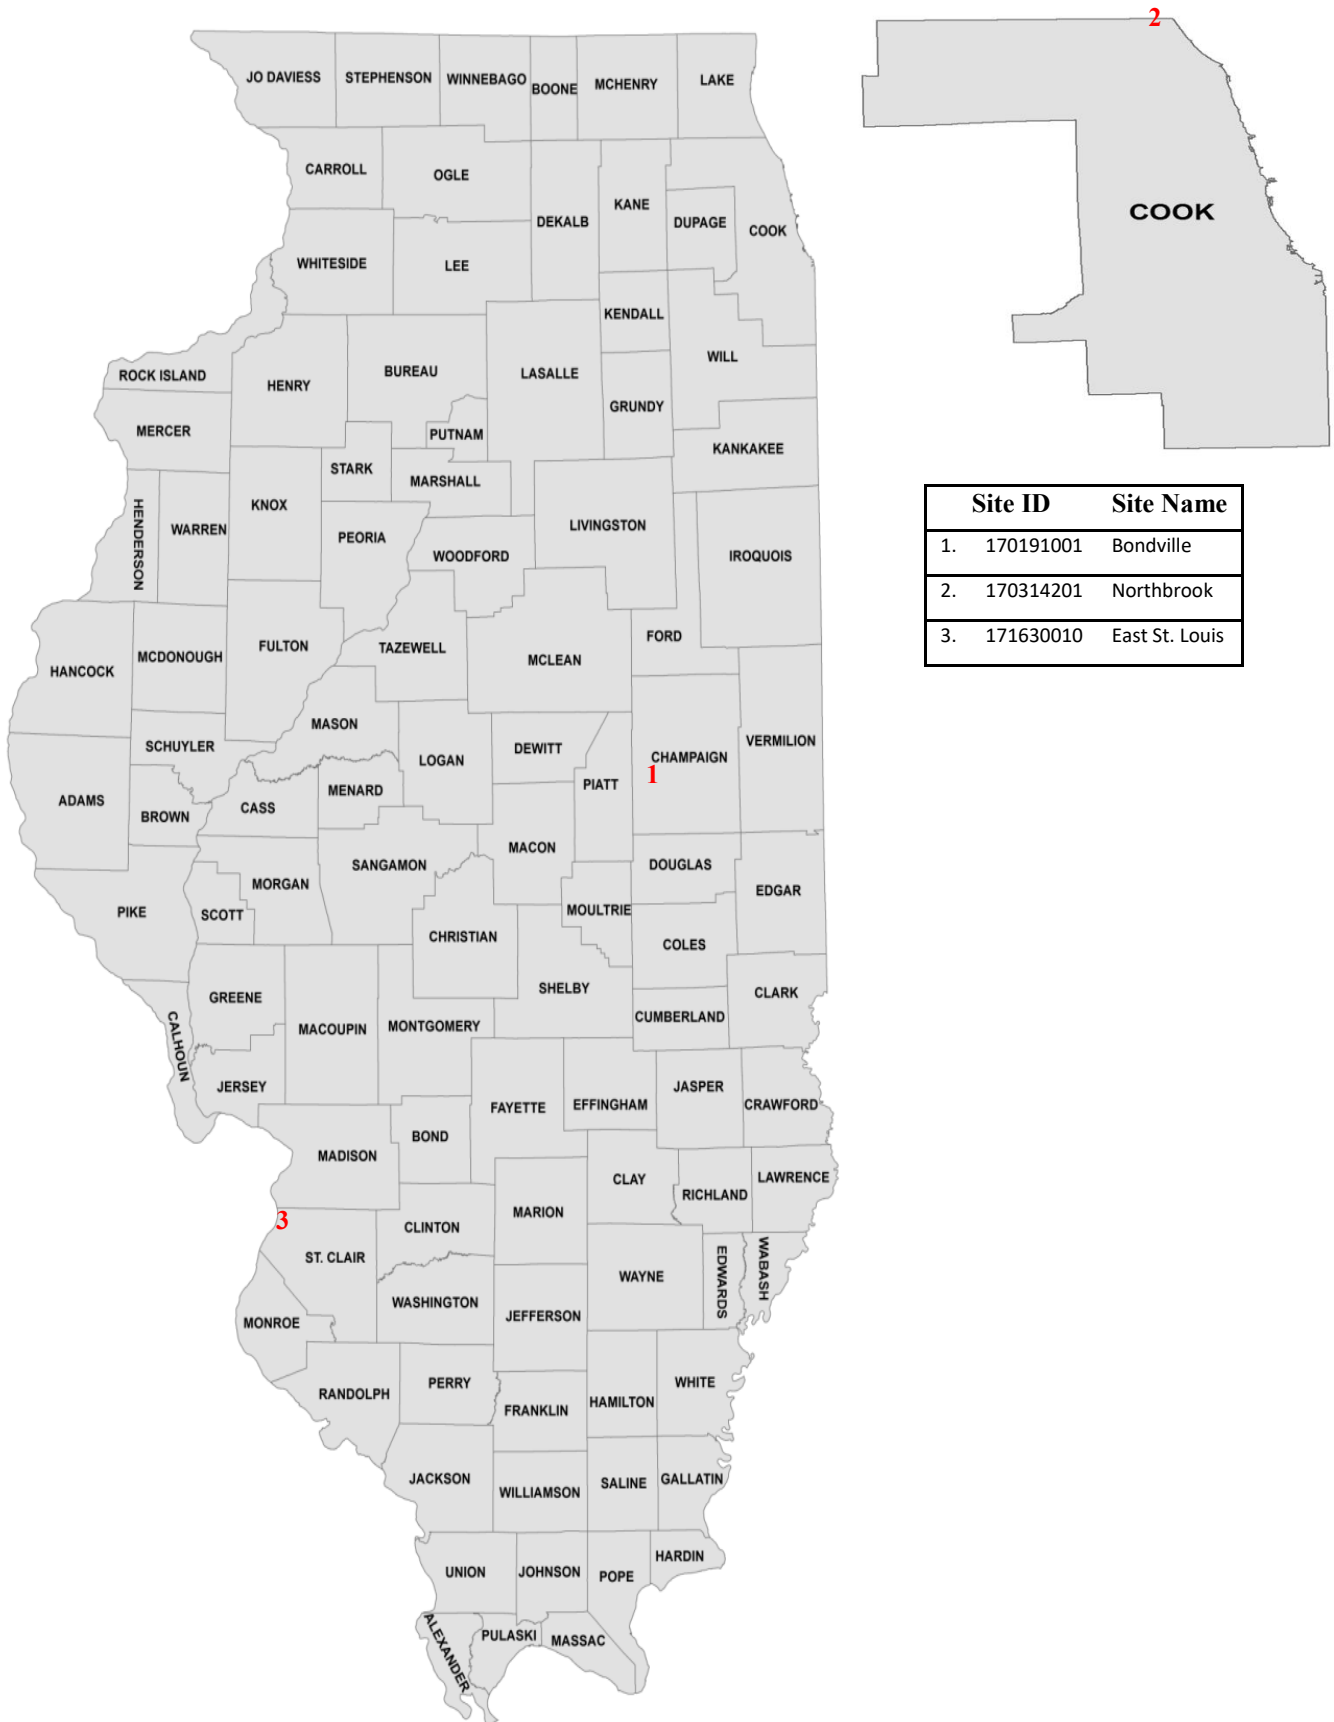 2
JO DAVIESS STEPHENSON WINNEBAGO BOONE MCHENRY LAKE
CARROLL OGLE DEKALB KANE DUPAGE COOK
COOK
WHITESIDE LEE KENDALL
WILL
ROCK ISLAND HENRY BUREAU LASALLE GRUNDY
MERCER PUTNAM KANKAKEE
STARK MARSHALL
HENDERSON WARREN KNOX PEORIA WOODFORD LIVINGSTON IROQUOIS
Site ID Site Name
1. 170191001 Bondville
2. 170314201 Northbrook
3. 171630010 East St. Louis
HANCOCK MCDONOUGH FULTON TAZEWELL MCLEAN FORD
MASON
SCHUYLER LOGAN DEWITT CHAMPAIGN VERMILION
1
ADAMS BROWN CASS MENARD PIATT
MACON
SANGAMON DOUGLAS
PIKE SCOTT MORGAN MOULTRIE EDGAR
CHRISTIAN COLES
GREENE SHELBY CLARK
CALHOUN MACOUPIN MONTGOMERY CUMBERLAND
JERSEY FAYETTE EFFINGHAM JASPER CRAWFORD
MADISON BOND
CLAY RICHLAND LAWRENCE
3
CLINTON MARION
ST. CLAIR
WAYNE EDWARDS WABASH
MONROE WASHINGTON JEFFERSON
RANDOLPH PERRY FRANKLIN HAMILTON WHITE
JACKSON WILLIAMSON SALINE GALLATIN
UNION JOHNSON POPE HARDIN
ALEXANDER PULASKI MASSAC